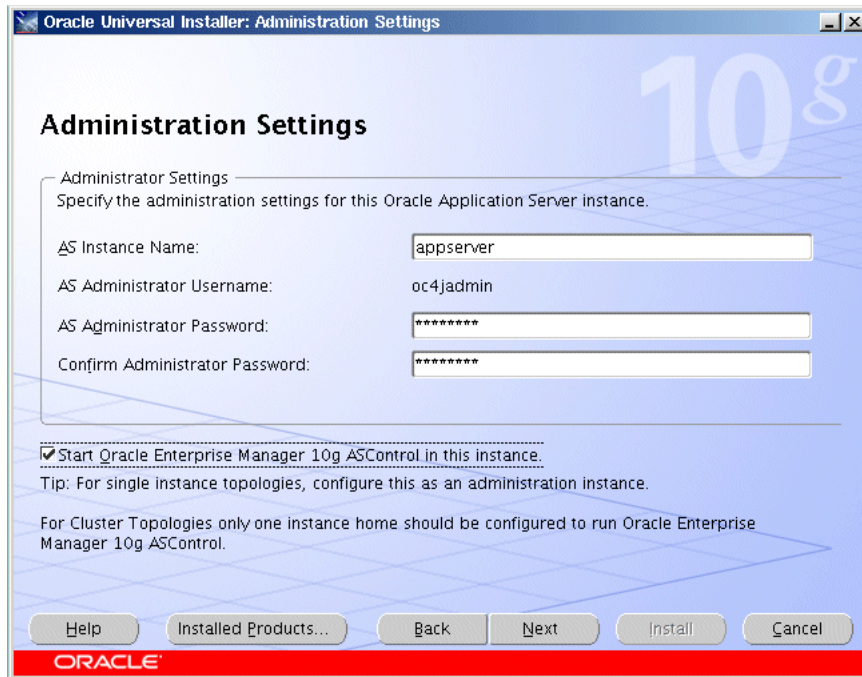 Oracle Universal Installer: Administration Settings
10g
Administration Settings
Administrator Settings
Specify the administration settings for this Oracle Application Server instance.
AS Instance Name:
appserver
AS Administrator Username:
oc4jadmin
AS Administrator Password:
********
Confirm Administrator Password:
********
Start Oracle Enterprise Manager 10g ASControl in this instance.
Tip: For single instance topologies, configure this as an administration instance.
For Cluster Topologies only one instance home should be configured to run Oracle Enterprise
Manager 10g ASControl.
Help
Installed Products...
Back
Next
Install
Cancel
ORACLE